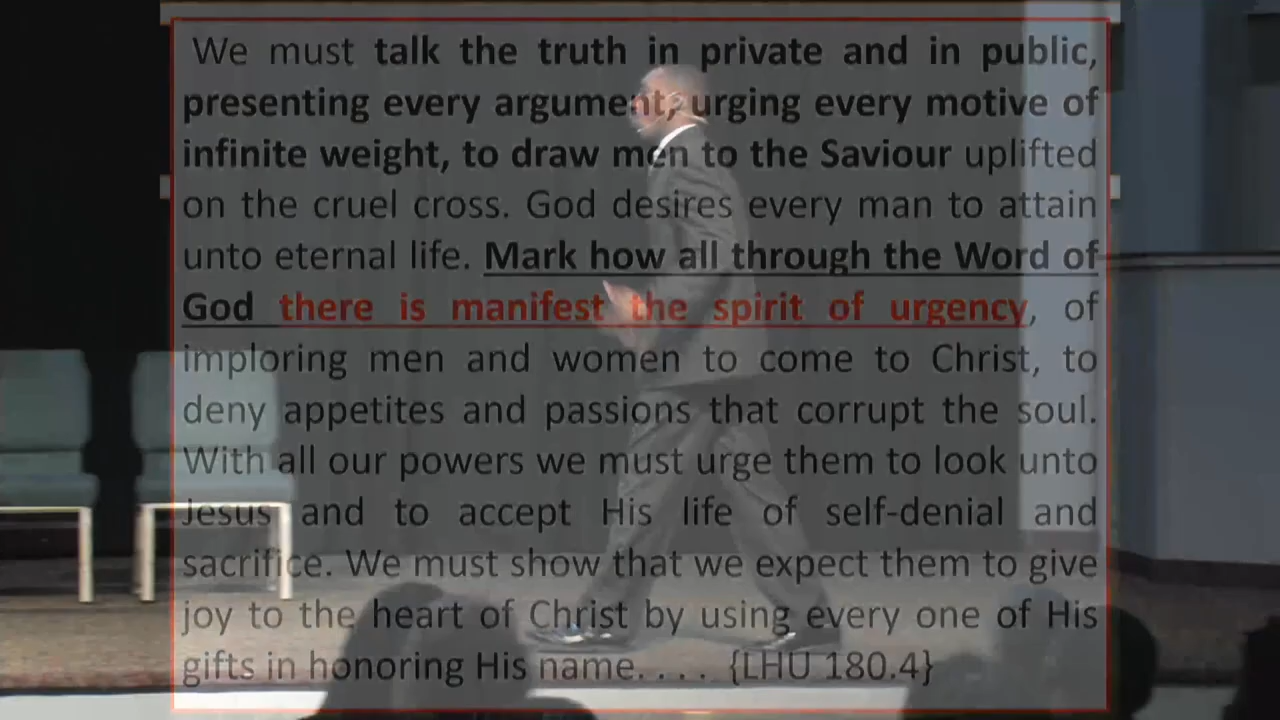 We must talk the truth in private and in public,
presenting every argument, urging every motive of
infinite weight, to draw men to the Saviour uplifted
on the cruel cross. God desires every man to attain
unto eternal life. Mark how all through the Word of
God there is manifest the spirit of urgency, of
imploring men and women to come to Christ, to
deny appetites and passions that corrupt the soul.
With all our powers we must urge them to look unto
Jesus and to accept His life of self-denial and
sacrifice. We must show that we expect them to give
joy to the heart of Christ by using every one of His
gifts in honoring His name. . . . {LHU 180.4}